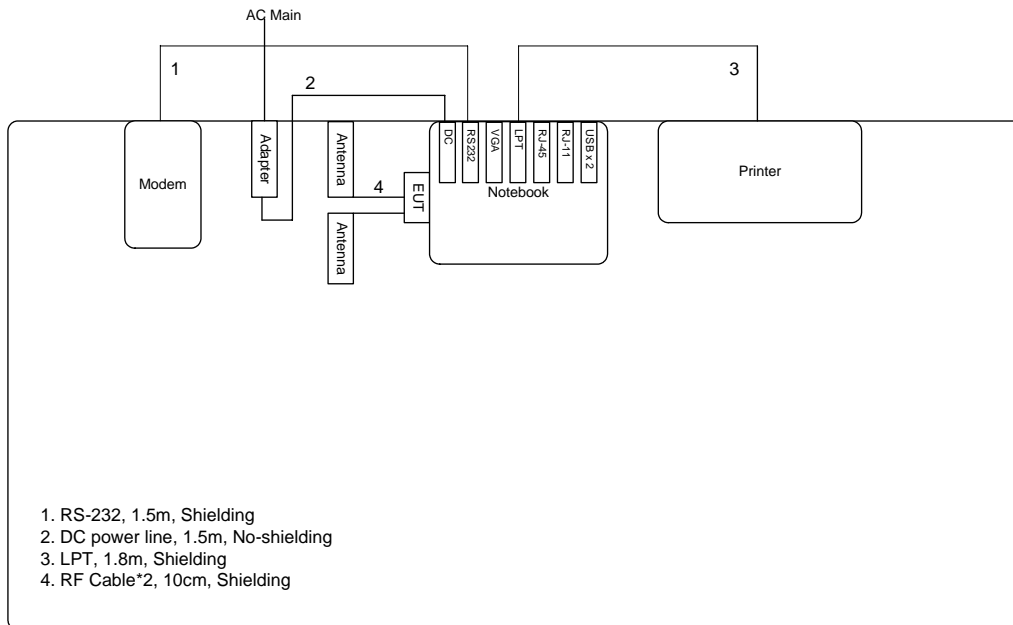 AC Main
1
2
3
Modem
Adapter
Antenna
4
Antenna
EUT
DC
RS232
VGA
LPT
RJ-45
RJ-11
USB x 2
Notebook
Printer
1. RS-232, 1.5m, Shielding
2. DC power line, 1.5m, No-shielding
3. LPT, 1.8m, Shielding
4. RF Cable*2, 10cm, Shielding